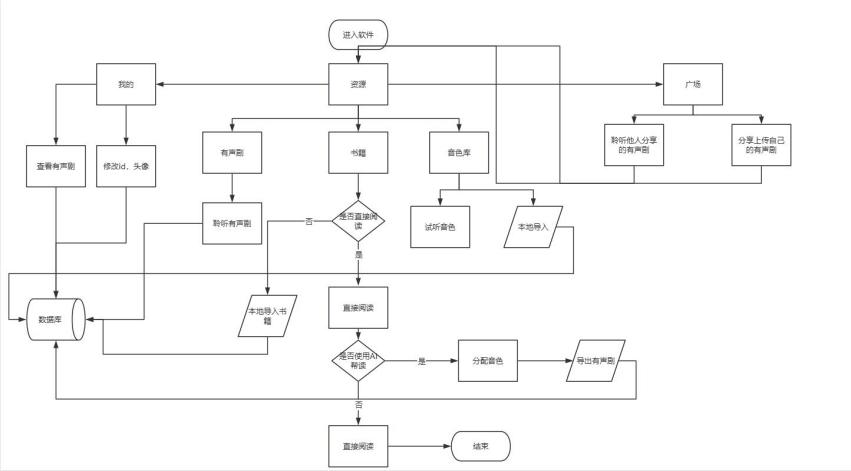 进入软件
我的
资源
广场
查看有声剧
修改id、头像
有声剧
书籍
音色库
聆听他人分享
的有声剧
分享上传自己
的有声剧
聆听有声剧
否
是否直接阅
读
试听音色
本地导入
是
数据库
本地导入书
籍
直接阅读
是否使用AI
帮读
是
分配音色
导出有声剧
否
直接阅读
结束